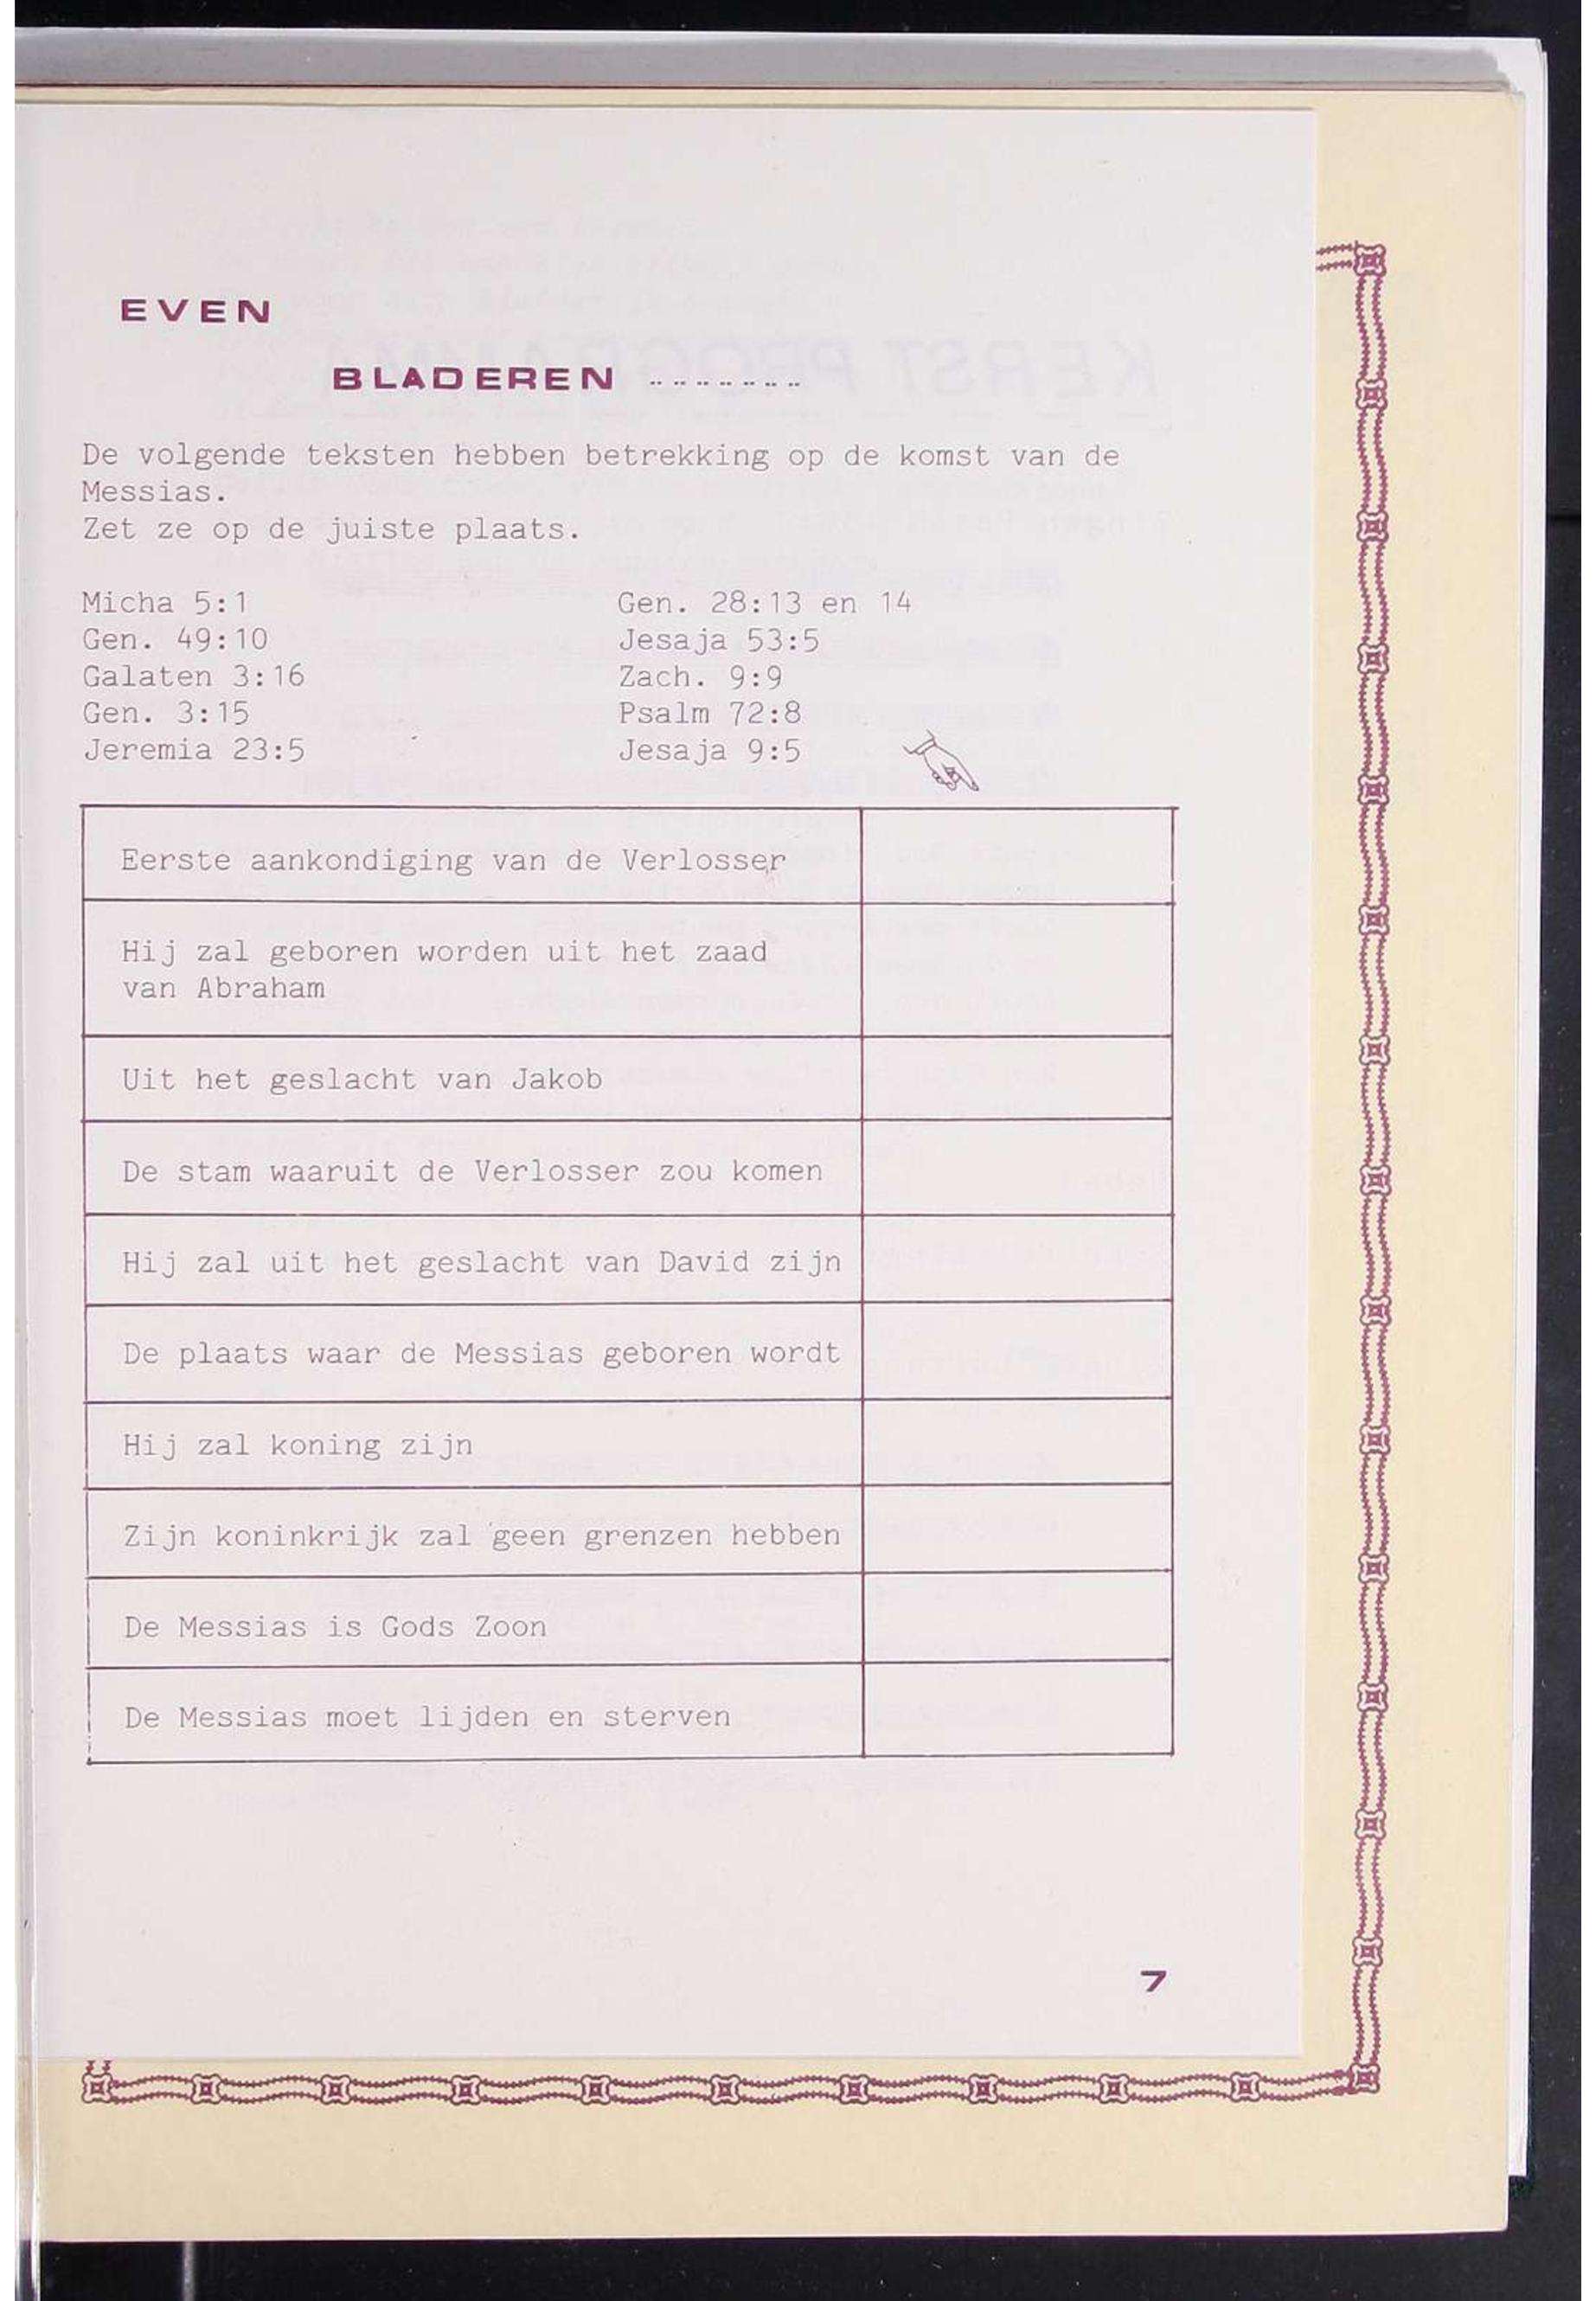 EVEN
BLADEREN --------
De volgende teksten hebben betrekking op de komst van de
Messias.
Zet ze op de juiste plaats.
Micha 5:1
Gen. 49:10
Galaten 3:16
Gen. 3:15
Jeremia 23:5
Gen. 28:13 en 14
Jesaja 53:5
Zach. 9:9
Psalm 72:8
Jesaja 9:5
Eerste aankondiging van de Verlosser
Hij zal geboren worden uit het zaad
van Abraham
Uit het geslacht van Jakob
De stam waaruit de Verlosser zou komen
Hij zal uit het geslacht van David zijn
De plaats waar de Messias geboren wordt
Hij zal koning zijn
Zijn koninkrijk zal geen grenzen hebben
De Messias is Gods Zoon
De Messias moet lijden en sterven
7